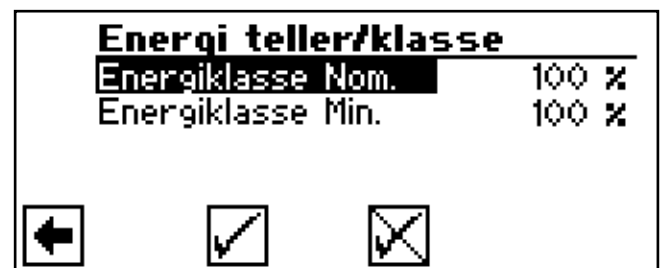 Energi teller/klasse
Energiklasse Nom. 100 %
Energiklasse Min. 100 %